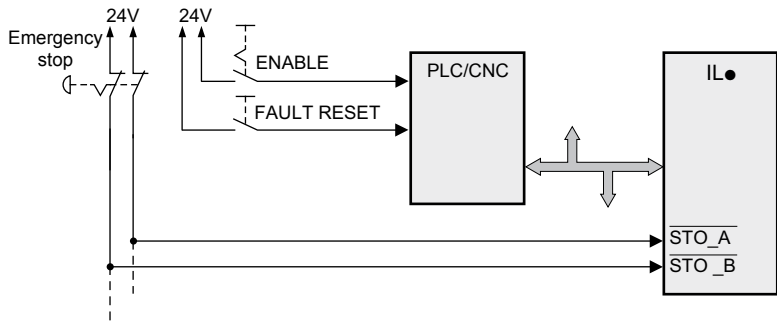 24V
24V
Emergency
stop
ENABLE
FAULT RESET
PLC/CNC
IL●
STO_A
STO _B